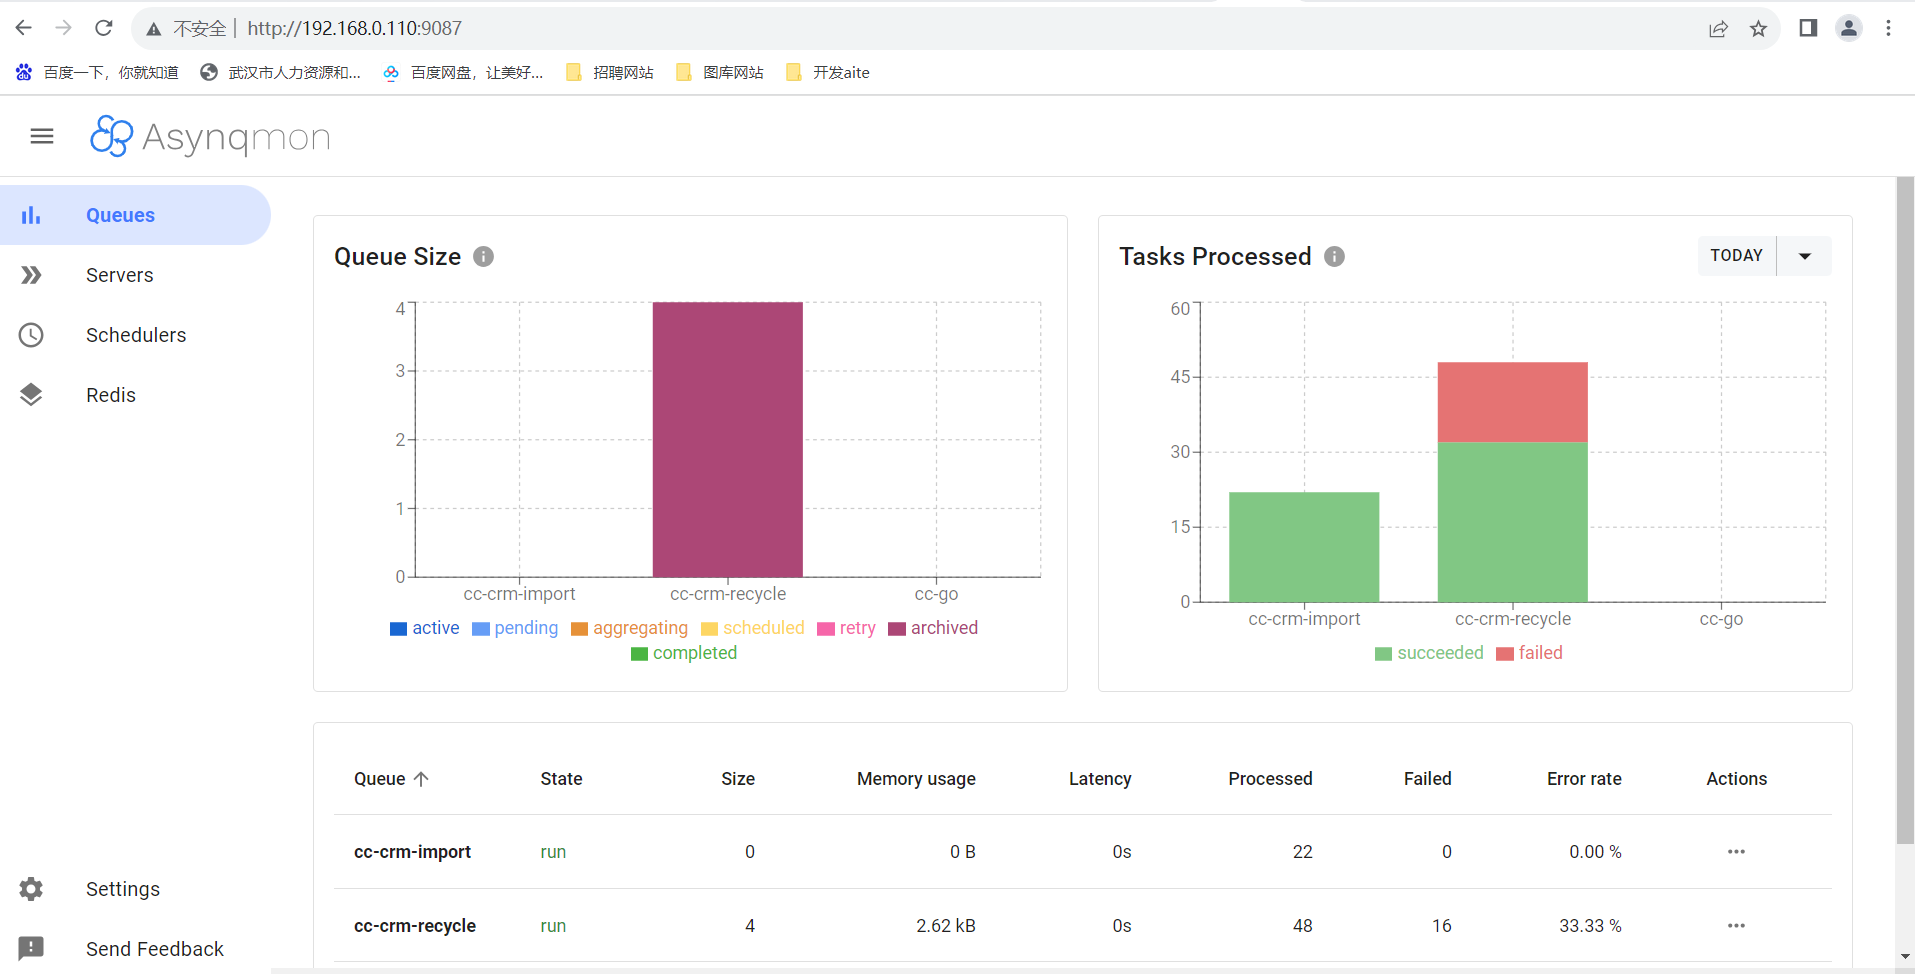 不安全 http://192.168.0.110:9087
百度一下，你就知道 武汉市人力资源和... 百度网盘，让美好... 招聘网站 图库网站 开发aite
Asynqmon
Queues
Servers
Schedulers
Redis
Settings
Send Feedback
Queue Size
4
3
2
1
0
cc-crm-import cc-crm-recycle cc-go
active pending aggregating scheduled retry archived
completed
Tasks Processed TODAY
60
45
30
15
0
cc-crm-import cc-crm-recycle cc-go
succeeded failed
Queue State Size Memory usage Latency Processed Failed Error rate Actions
cc-crm-import run 0 0 B 0s 22 0 0.00 %
cc-crm-recycle run 4 2.62 kB 0s 48 16 33.33 %